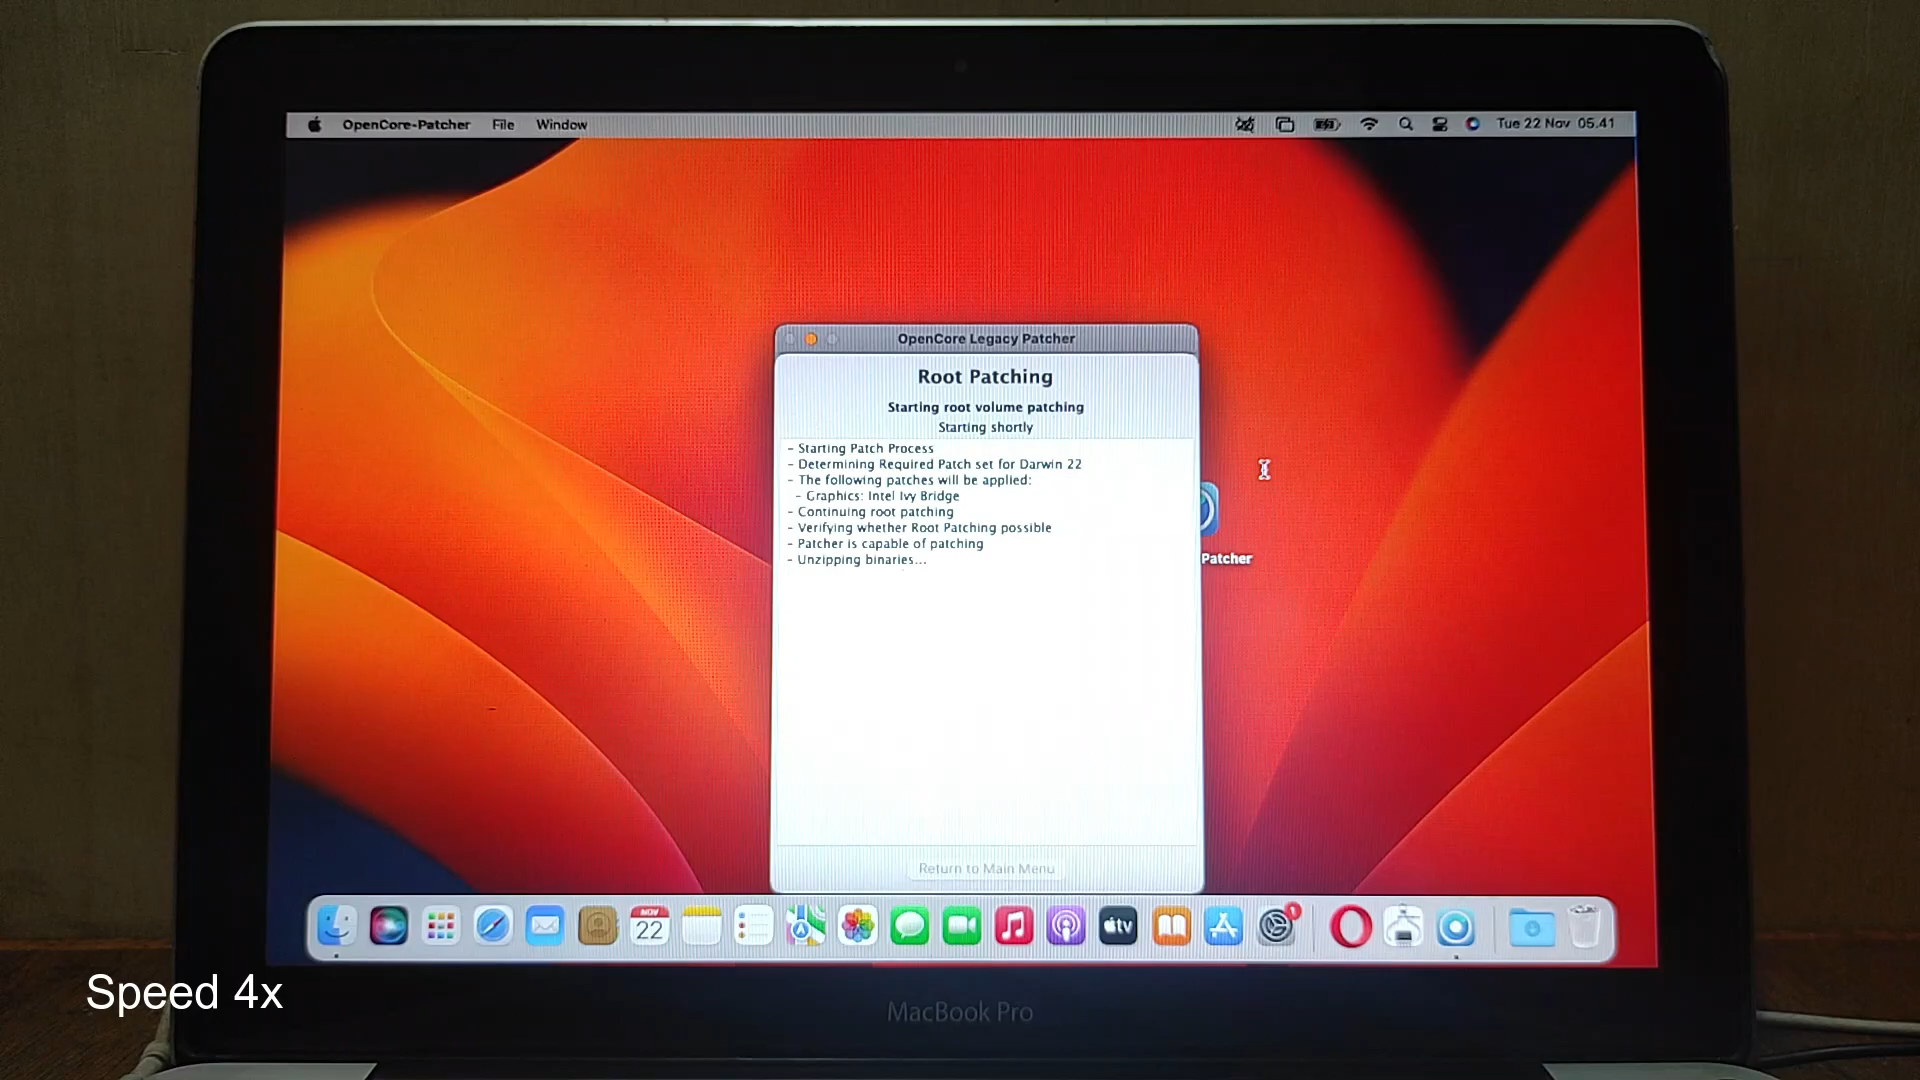 OpenCore-Patcher File Window Tue 22 Nov 05.41
OpenCore Legacy Patcher
Root Patching
Starting root volume patching
Starting shortly
- Starting Patch Process
- Determining Required Patch set for Darwin 22
- The following patches will be applied:
- Graphics: Intel Ivy Bridge
- Continuing root patching
- Verifying whether Root Patching possible
- Patcher is capable of patching
- Unzipping binaries...
Patcher
Return to Main Menu
NOV
22
tv
1
Speed 4x
MacBook Pro